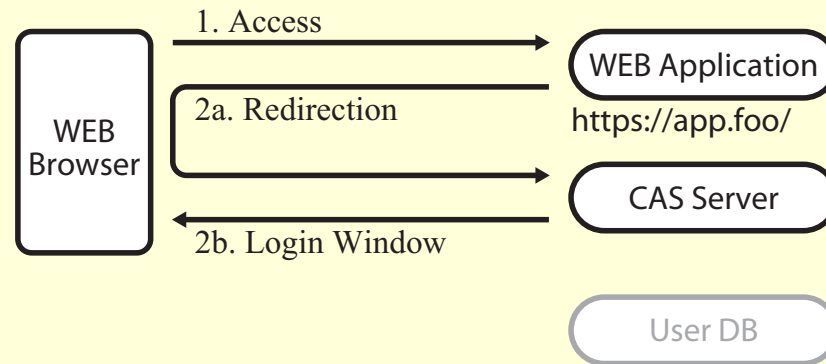 1. Access
WEB Application
2a. Redirection
https://app.foo/
WEB
Browser
CAS Server
2b. Login Window
User DB